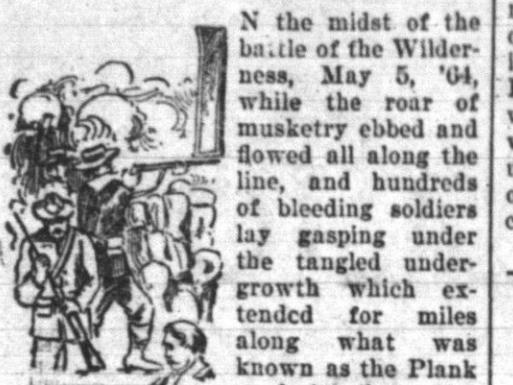 IN the midst of the
battle of the Wilder-
ness, May 5, '64,
while the roar of
musketry ebbed and
flowed all along the
line, and hundreds
of bleeding soldiers
lay gasping under
the tangled under-
growth which ex-
tended for miles
along what was
known as the Plank